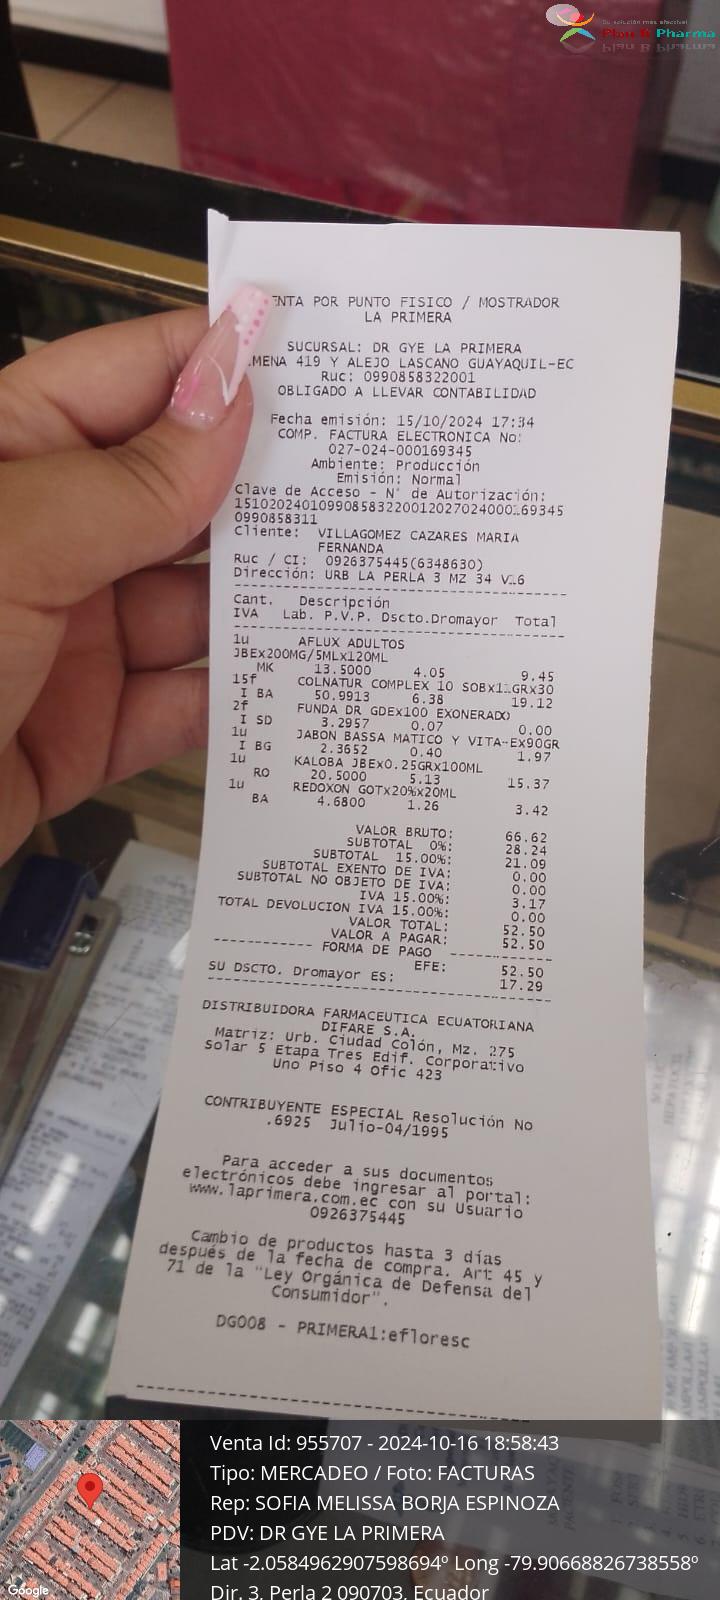 Su solución más efectiva!
Plau & Pharma
ENTA POR PUNTO FISICO / MOSTRADOR
LA PRIMERA
SUCURSAL: DR GYE LA PRIMERA
MENA 419 Y ALEJO LASCANO GUAYAQUIL-EC
Ruc: 0990858322001
OBLIGADO A LLEVAR CONTABILIDAD
Fecha emisión: 15/10/2024 17:34
COMP. FACTURA ELECTRONICA No:
027-024-000169345
Ambiente: Producción
Emisión: Normal
Clave de Acceso - N° de Autorización:
151020240109908583220012027024000169345
0990858311
Cliente: VILLAGOMEZ CAZARES MARIA
FERNANDA
Ruc / CI: 0926375445(6348630)
Dirección: URB LA PERLA 3 MZ 34 V16
Cant. Descripción
IVA Lab. P.V.P. Dscto.Dromayor Total
1u AFLUX ADULTOS
JBEx200MG/5MLx120ML
MK 13.5000 4.05 9.45
15f COLNATUR COMPLEX 10 SOBx11GRx30
I BA 50.9913 6.38 19.12
2f FUNDA DR GDEx100 EXONERADO
I SD 3.2957 0.07 0.00
1u JABON BASSA MATICO Y VITA-Ex90GR
I BG 2.3652 0.40 1.97
1u KALOBA JBEx0.25GRx100ML
RO 20.5000 5.13 15.37
1u REDOXON GOTx20%x20ML
BA 4.6800 1.26 3.42
VALOR BRUTO: 66.62
SUBTOTAL 0%: 28.24
SUBTOTAL 15.00%: 21.09
SUBTOTAL EXENTO DE IVA: 0.00
SUBTOTAL NO OBJETO DE IVA: 0.00
IVA 15.00%: 3.17
TOTAL DEVOLUCION IVA 15.00%: 0.00
VALOR TOTAL: 52.50
VALOR A PAGAR: 52.50
------------ FORMA DE PAGO ------------
EFE: 52.50
SU DSCTO. Dromayor ES: 17.29
DISTRIBUIDORA FARMACEUTICA ECUATORIANA
DIFARE S.A.
Matriz: Urb. Ciudad Colón, Mz. 275
Solar 5 Etapa Tres Edif. Corporativo
Uno Piso 4 Ofic 423
CONTRIBUYENTE ESPECIAL Resolución No
.6925 Julio-04/1995
Para acceder a sus documentos
electrónicos debe ingresar al portal:
www.laprimera.com.ec con su Usuario
0926375445
Cambio de productos hasta 3 días
después de la fecha de compra. Art 45 y
71 de la "Ley Orgánica de Defensa del
Consumidor".
DG008 - PRIMERA1:efloresc
Venta Id: 955707 - 2024-10-16 18:58:43
Tipo: MERCADEO / Foto: FACTURAS
Rep: SOFIA MELISSA BORJA ESPINOZA
PDV: DR GYE LA PRIMERA
Lat -2.0584962907598694º Long -79.90668826738558º
Dir. 3, Perla 2 090703, Ecuador
Google